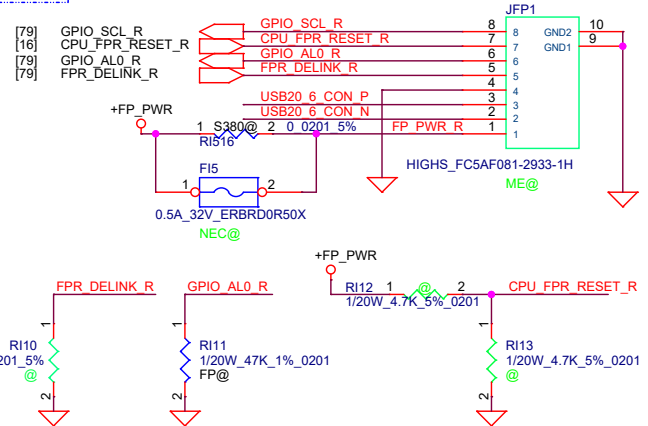 JFP1
[79] GPIO_SCL_R GPIO_SCL_R 8 8 GND2 10
[16] CPU_FPR_RESET_R CPU_FPR_RESET_R 7 7 GND1 9
[79] GPIO_AL0_R GPIO_AL0_R 6 6
[79] FPR_DELINK_R FPR_DELINK_R 5 5
4 4
USB20_6_CON_P 3 3
USB20_6_CON_N 2 2
+FP_PWR
1 S380@ 2 0_0201_5% FP_PWR_R 1 1
RI516
HIGHS_FC5AF081-2933-1H
ME@
FI5
1 2
0.5A_32V_ERBRD0R50X
NEC@
+FP_PWR
FPR_DELINK_R GPIO_AL0_R RI12 1 @ 2 CPU_FPR_RESET_R
1/20W_4.7K_5%_0201
1 1 1
RI10 RI11 RI13
201_5% 1/20W_47K_1%_0201 1/20W_4.7K_5%_0201
@ FP@ @
2 2 2